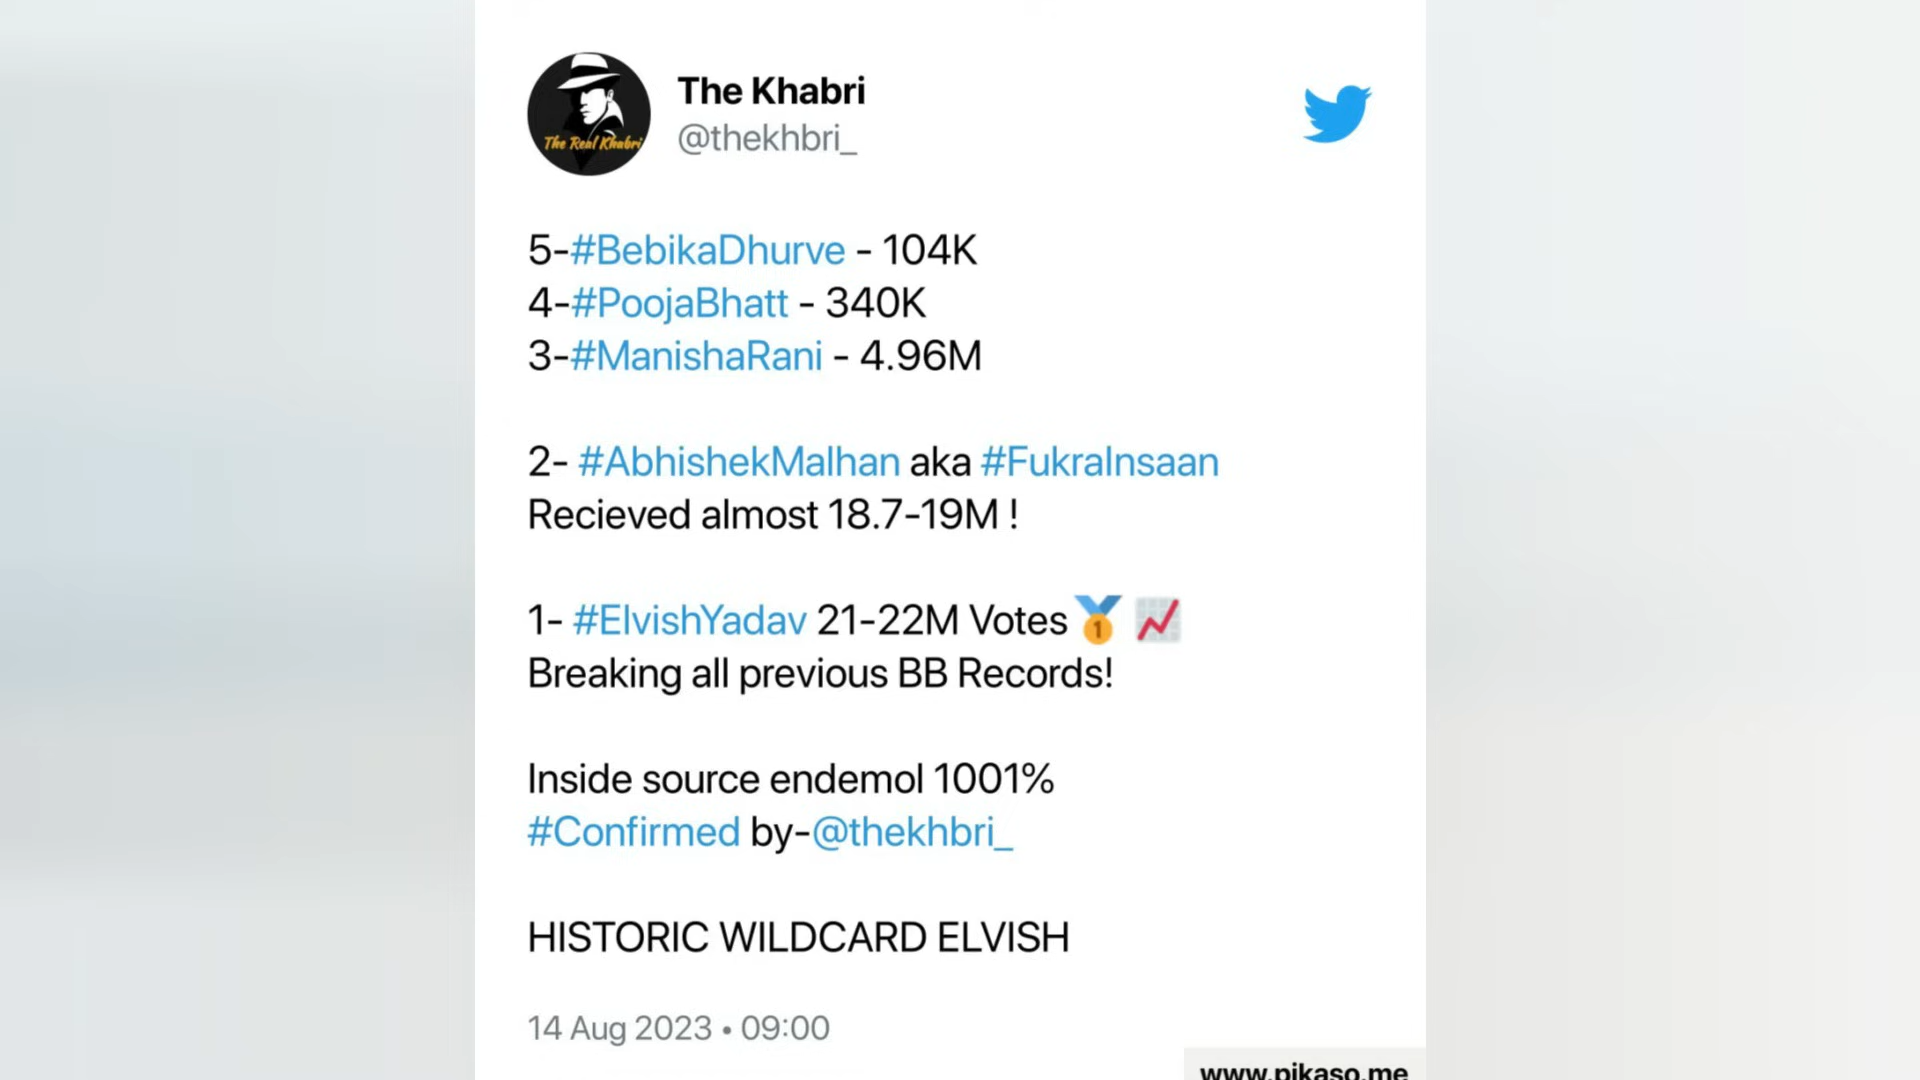 The Real Khabri
The Khabri
@thekhbri_
5-#BebikaDhurve - 104K
4-#PoojaBhatt - 340K
3-#ManishaRani - 4.96M
2- #AbhishekMalhan aka #FukraInsaan
Recieved almost 18.7-19M !
1- #ElvishYadav 21-22M Votes🥇 📈
Breaking all previous BB Records!
Inside source endemol 1001%
#Confirmed by-@thekhbri_
HISTORIC WILDCARD ELVISH
14 Aug 2023 • 09:00
www.pikaso.me